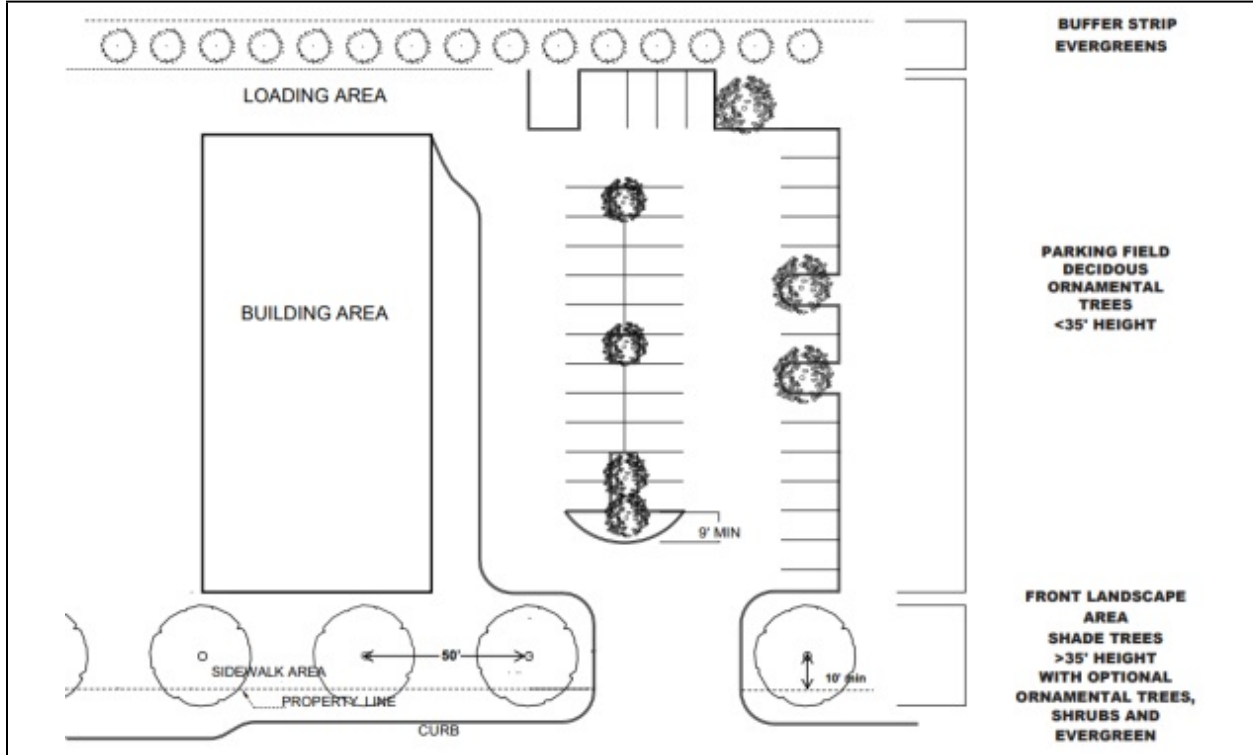 BUFFER STRIP
EVERGREENS
LOADING AREA
BUILDING AREA
PARKING FIELD
DECIDOUS
ORNAMENTAL
TREES
<35' HEIGHT
9' MIN
FRONT LANDSCAPE
AREA
SHADE TREES
>35' HEIGHT
WITH OPTIONAL
ORNAMENTAL TREES,
SHRUBS AND
EVERGREEN
50'
SIDEWALK AREA
10' min
PROPERTY LINE
CURB